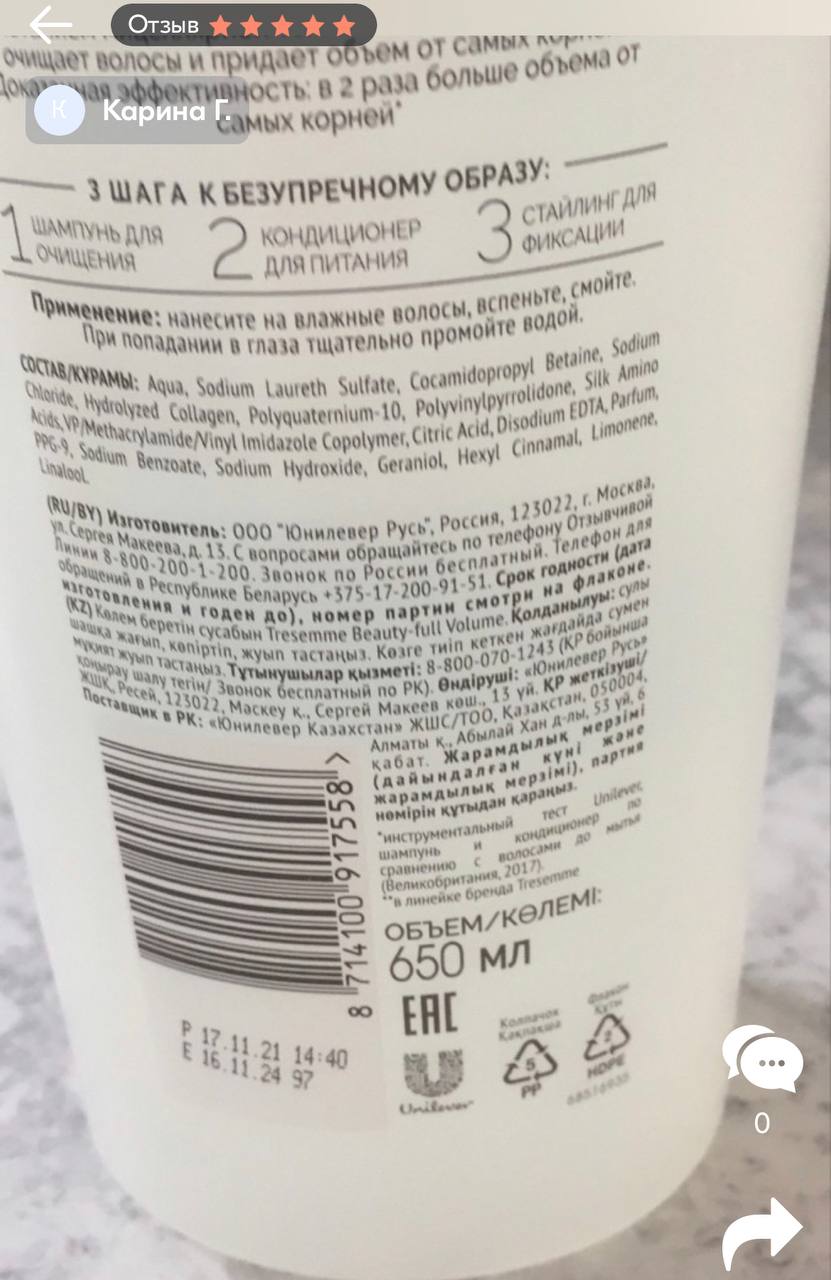 Отзыв
очищает волосы и придает объем от самых
эффективность: в 2 раза больше объема от
самых корней*
К Карина Г.
3 ШАГА К БЕЗУПРЕЧНОМУ ОБРАЗУ:
1 ШАМПУНЬ ДЛЯ ОЧИЩЕНИЯ
2 КОНДИЦИОНЕР ДЛЯ ПИТАНИЯ
3 СТАЙЛИНГ ДЛЯ ФИКСАЦИИ
Применение: нанесите на влажные волосы, вспеньте, смойте.
При попадании в глаза тщательно промойте водой.
СОСТАВ/КУРАМЫ: Aqua, Sodium Laureth Sulfate, Cocamidopropyl Betaine, Sodium
Chloride, Hydrolyzed Collagen, Polyquaternium-10, Polyvinylpyrrolidone, Silk Amino
Acids, VP/Methacrylamide/Vinyl Imidazole Copolymer, Citric Acid, Disodium EDTA, Parfum,
PPG-9, Sodium Benzoate, Sodium Hydroxide, Geraniol, Hexyl Cinnamal, Limonene,
Linalool.
(RU/BY) Изготовитель: ООО "Юнилевер Русь", Россия, 123022, г. Москва,
ул. Сергея Макеева, д. 13. С вопросами обращайтесь по телефону Отзывчивой
Линии 8-800-200-1-200. Звонок по России бесплатный. Телефон для
обращений в Республике Беларусь +375-17-200-91-51. Срок годности (дата
изготовления и годен до), номер партии смотри на флаконе.
(KZ) Көлем беретін сусабын Tresemme Beauty-full Volume. Қолданылуы: сулы
шашқа жағып, көпіртіп, жуып тастаңыз. Көзге тиіп кеткен жағдайда сумен
мұқият жуып тастаңыз. Тұтынушылар қызметі: 8-800-070-1243 (ҚР бойынша
қоңырау шалу тегін/ Звонок бесплатный по РК). Өндіруші: «Юнилевер Русь»
ЖШҚ, Ресей, 123022, Маскеу қ., Сергей Макеев көш., 13 үй. ҚР жеткізуші/
Поставщик в РК: «Юнилевер Казахстан» ЖШС/ТОО, Қазақстан, 050004,
Алматы қ., Абылай Хан д-лы, 53 үй, 6
қабат. Жарамдылық мерзімі
(дайындалған күні және
жарамдылық мерзімі), партия
нөмірін құтыдан қараңыз.
*инструментальный тест Unilever,
шампунь и кондиционер по
сравнению с волосами до мытья
(Великобритания, 2017).
**в линейке бренда Tresemme
8 714100 917558 >
ОБЪЕМ/КӨЛЕМІ:
650 МЛ
EAC
P 17.11.21 14:40
E 16.11.24 97
Unilever
Колпачок
Қақпақша
5
PP
Флакон
Құты
2
HDPE
68516935
0